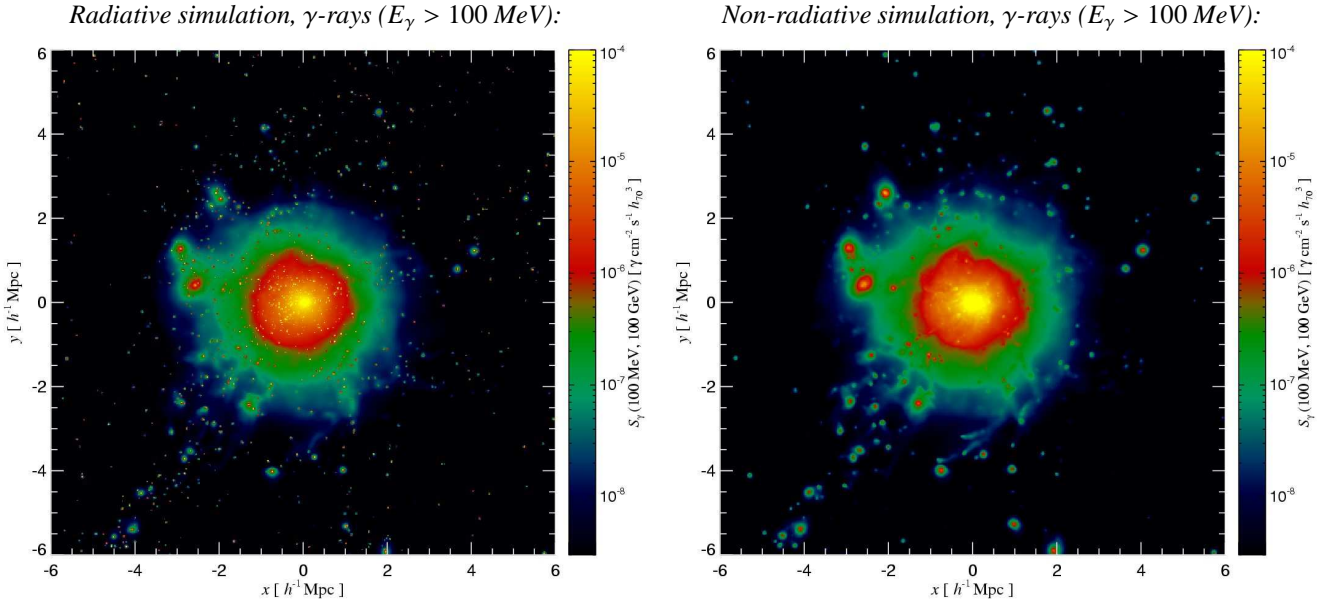 Radiative simulation, γ-rays (Eγ > 100 MeV):
6
4
2
0
-2
-4
-6
y [ h⁻¹ Mpc ]
-6 -4 -2 0 2 4 6
x [ h⁻¹ Mpc ]
10⁻⁴
10⁻⁵
10⁻⁶
10⁻⁷
10⁻⁸
Sγ (100 MeV, 100 GeV) [ γ cm⁻² s⁻¹ h₇₀³ ]
Non-radiative simulation, γ-rays (Eγ > 100 MeV):
6
4
2
0
-2
-4
-6
y [ h⁻¹ Mpc ]
-6 -4 -2 0 2 4 6
x [ h⁻¹ Mpc ]
10⁻⁴
10⁻⁵
10⁻⁶
10⁻⁷
10⁻⁸
Sγ (100 MeV, 100 GeV) [ γ cm⁻² s⁻¹ h₇₀³ ]